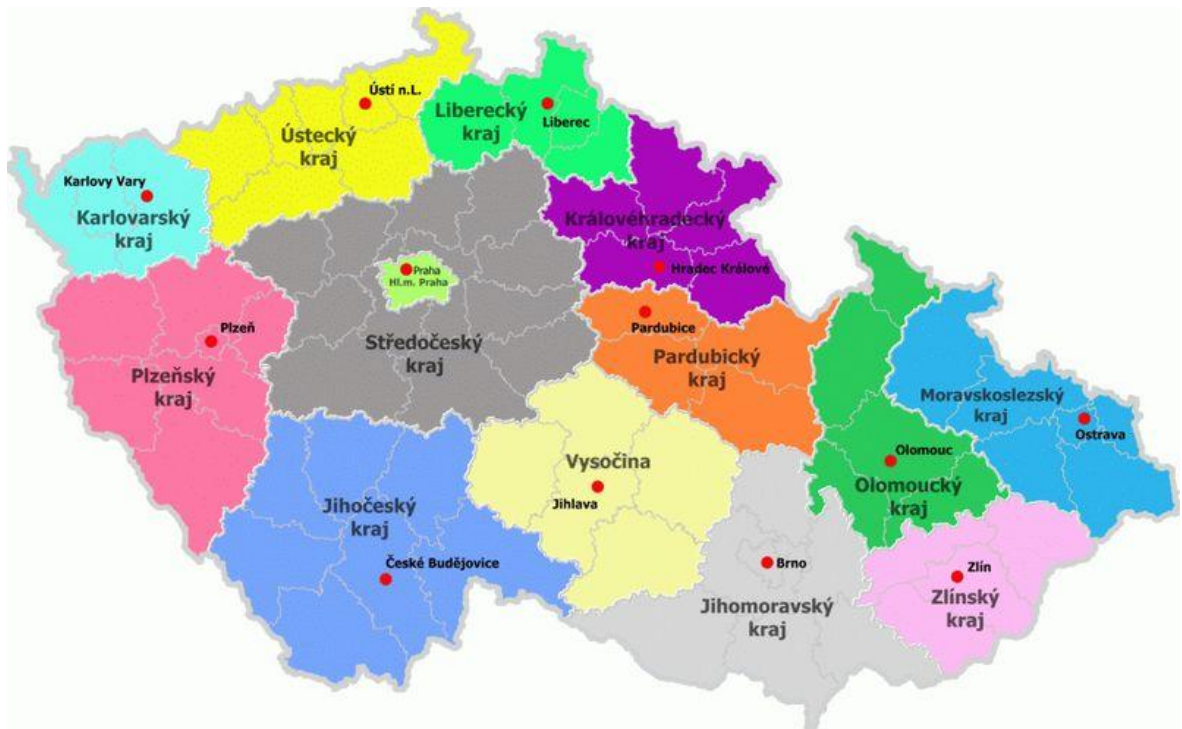 Ústí n.L.
Ústecký
kraj
Liberecký
kraj
Liberec
Karlovy Vary
Karlovarský
kraj
Královéhradecký
kraj
Hradec Králové
Praha
Hl.m. Praha
Plzeň
Plzeňský
kraj
Středočeský
kraj
Pardubice
Pardubický
kraj
Moravskoslezský
kraj
Ostrava
Olomouc
Olomoucký
kraj
Vysočina
Jihlava
Jihočeský
kraj
České Budějovice
Brno
Jihomoravský
kraj
Zlín
Zlínský
kraj